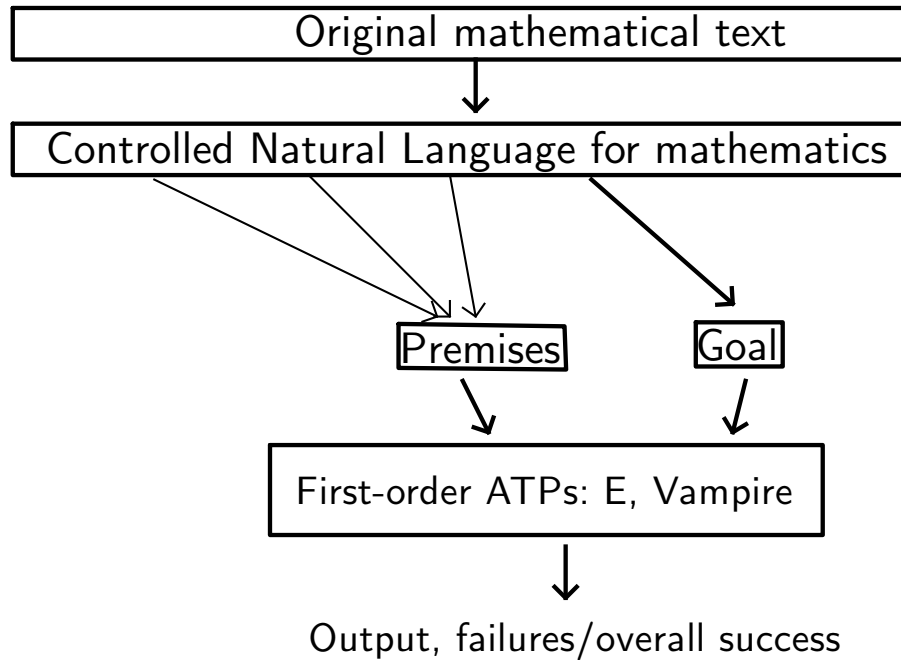 Original mathematical text
Controlled Natural Language for mathematics
Premises
Goal
First-order ATPs: E, Vampire
Output, failures/overall success